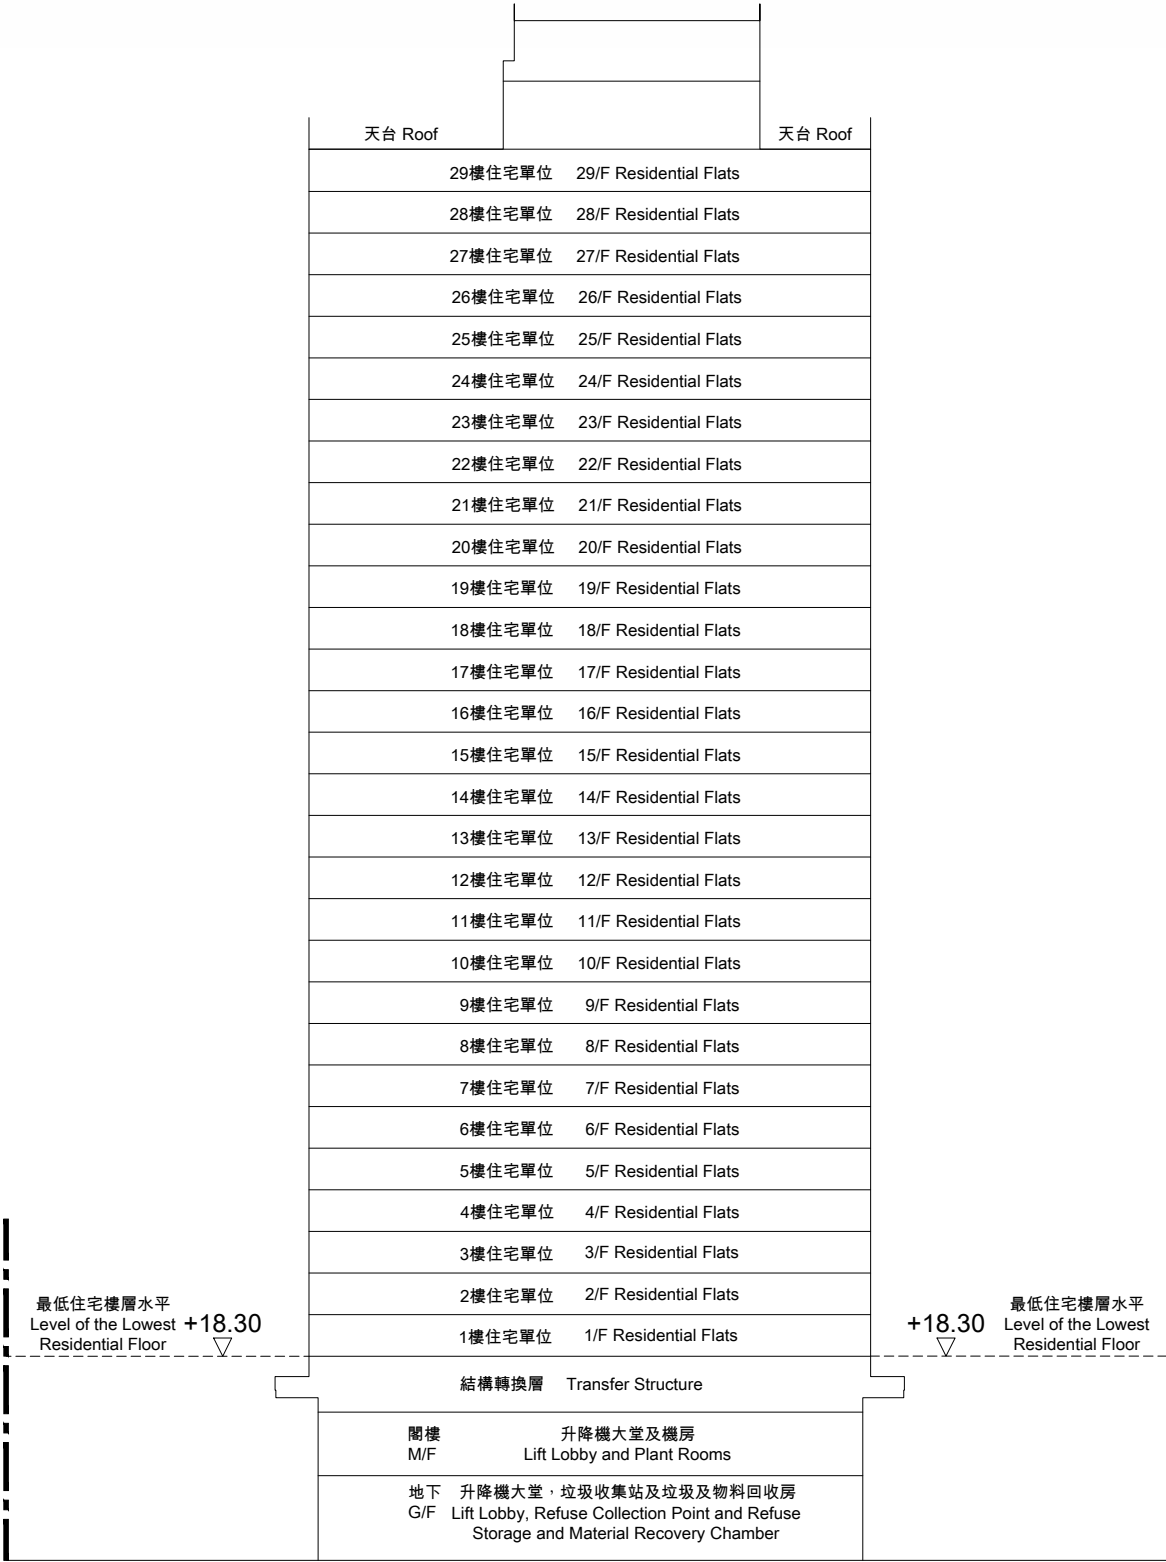 天台 Roof 天台 Roof
29樓住宅單位 29/F Residential Flats
28樓住宅單位 28/F Residential Flats
27樓住宅單位 27/F Residential Flats
26樓住宅單位 26/F Residential Flats
25樓住宅單位 25/F Residential Flats
24樓住宅單位 24/F Residential Flats
23樓住宅單位 23/F Residential Flats
22樓住宅單位 22/F Residential Flats
21樓住宅單位 21/F Residential Flats
20樓住宅單位 20/F Residential Flats
19樓住宅單位 19/F Residential Flats
18樓住宅單位 18/F Residential Flats
17樓住宅單位 17/F Residential Flats
16樓住宅單位 16/F Residential Flats
15樓住宅單位 15/F Residential Flats
14樓住宅單位 14/F Residential Flats
13樓住宅單位 13/F Residential Flats
12樓住宅單位 12/F Residential Flats
11樓住宅單位 11/F Residential Flats
10樓住宅單位 10/F Residential Flats
9樓住宅單位 9/F Residential Flats
8樓住宅單位 8/F Residential Flats
7樓住宅單位 7/F Residential Flats
6樓住宅單位 6/F Residential Flats
5樓住宅單位 5/F Residential Flats
4樓住宅單位 4/F Residential Flats
3樓住宅單位 3/F Residential Flats
2樓住宅單位 2/F Residential Flats
1樓住宅單位 1/F Residential Flats
最低住宅樓層水平
Level of the Lowest
Residential Floor
+18.30
+18.30
最低住宅樓層水平
Level of the Lowest
Residential Floor
結構轉換層 Transfer Structure
閣樓 升降機大堂及機房
M/F Lift Lobby and Plant Rooms
地下 升降機大堂，垃圾收集站及垃圾及物料回收房
G/F Lift Lobby, Refuse Collection Point and Refuse
Storage and Material Recovery Chamber